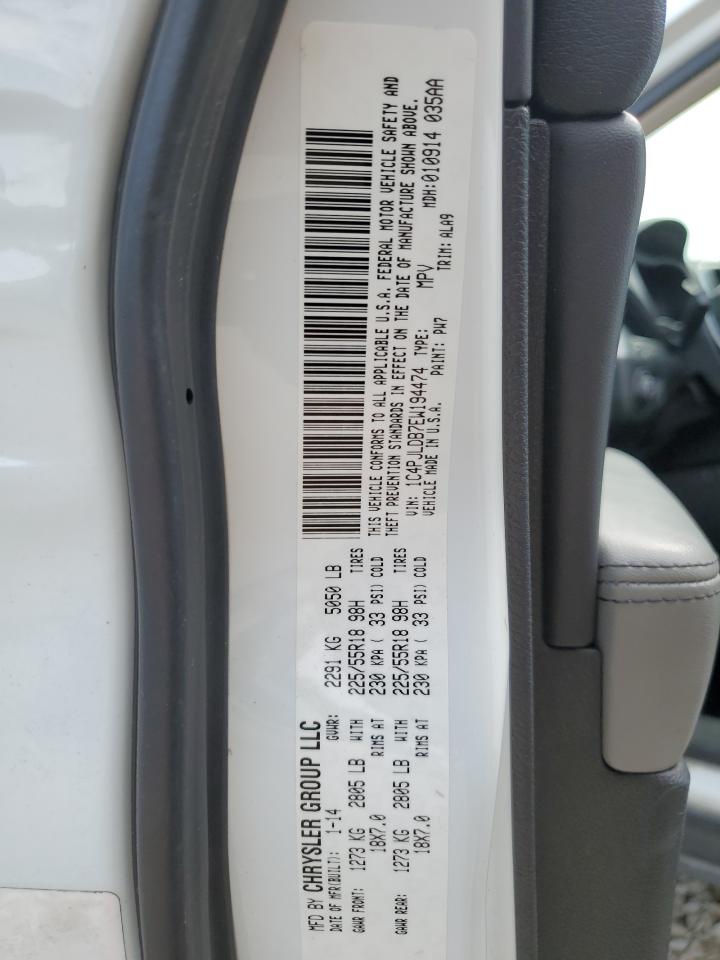 MFD BY CHRYSLER GROUP LLC
DATE OF MFR(BUILT): 1-14 GVWR: 2291 KG 5050 LB
GAWR FRONT: 1273 KG 2805 LB WITH 225/55R18 98H TIRES
18X7.0 RIMS AT 230 KPA ( 33 PSI) COLD
GAWR REAR: 1273 KG 2805 LB WITH 225/55R18 98H TIRES
18X7.0 RIMS AT 230 KPA ( 33 PSI) COLD
THIS VEHICLE CONFORMS TO ALL APPLICABLE U.S.A. FEDERAL MOTOR VEHICLE SAFETY AND
THEFT PREVENTION STANDARDS IN EFFECT ON THE DATE OF MANUFACTURE SHOWN ABOVE.
VIN: 1C4PJLDB7EW194474 TYPE: MPV MDH:010914 035AA
VEHICLE MADE IN U.S.A. PAINT: PW7 TRIM: ALA9